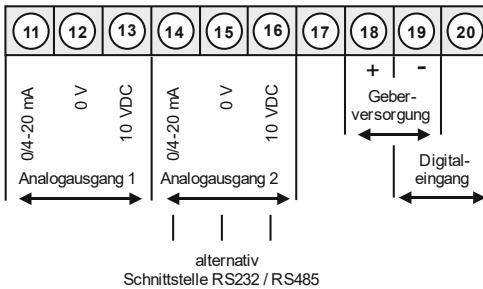 11 12 13 14 15 16 17 18 19 20
+ -
0/4-20 mA
0 V
10 VDC
0/4-20 mA
0 V
10 VDC
Geber-
versorgung
Digital-
eingang
Analogausgang 1
Analogausgang 2
alternativ
Schnittstelle RS232 / RS485